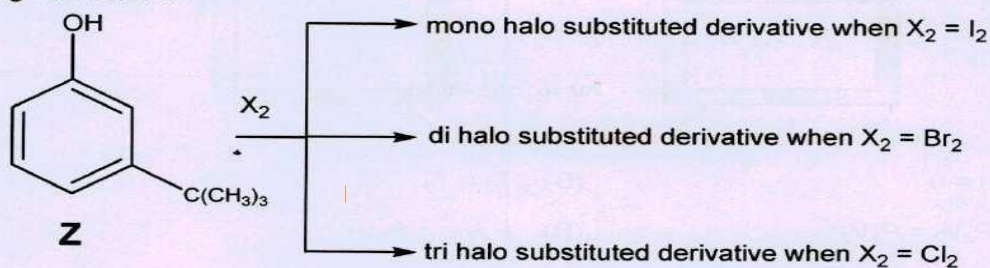 OH
mono halo substituted derivative when X₂ = I₂
X₂
di halo substituted derivative when X₂ = Br₂
C(CH₃)₃
Z
tri halo substituted derivative when X₂ = Cl₂